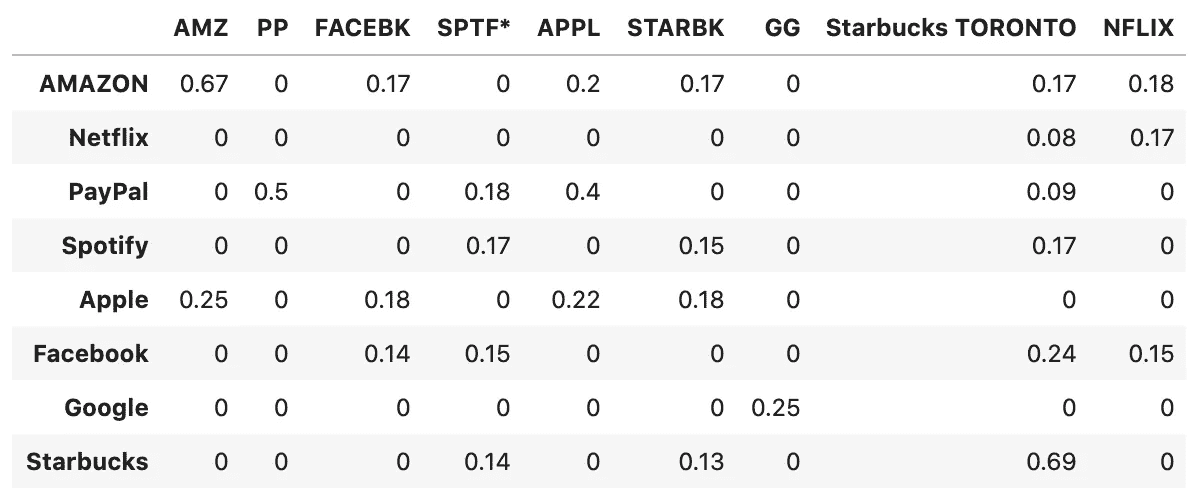 AMZ PP FACEBK SPTF* APPL STARBK GG Starbucks TORONTO NFLIX
AMAZON 0.67 0 0.17 0 0.2 0.17 0 0.17 0.18
Netflix 0 0 0 0 0 0 0 0.08 0.17
PayPal 0 0.5 0 0.18 0.4 0 0 0.09 0
Spotify 0 0 0 0.17 0 0.15 0 0.17 0
Apple 0.25 0 0.18 0 0.22 0.18 0 0 0
Facebook 0 0 0.14 0.15 0 0 0 0.24 0.15
Google 0 0 0 0 0 0 0.25 0 0
Starbucks 0 0 0 0.14 0 0.13 0 0.69 0